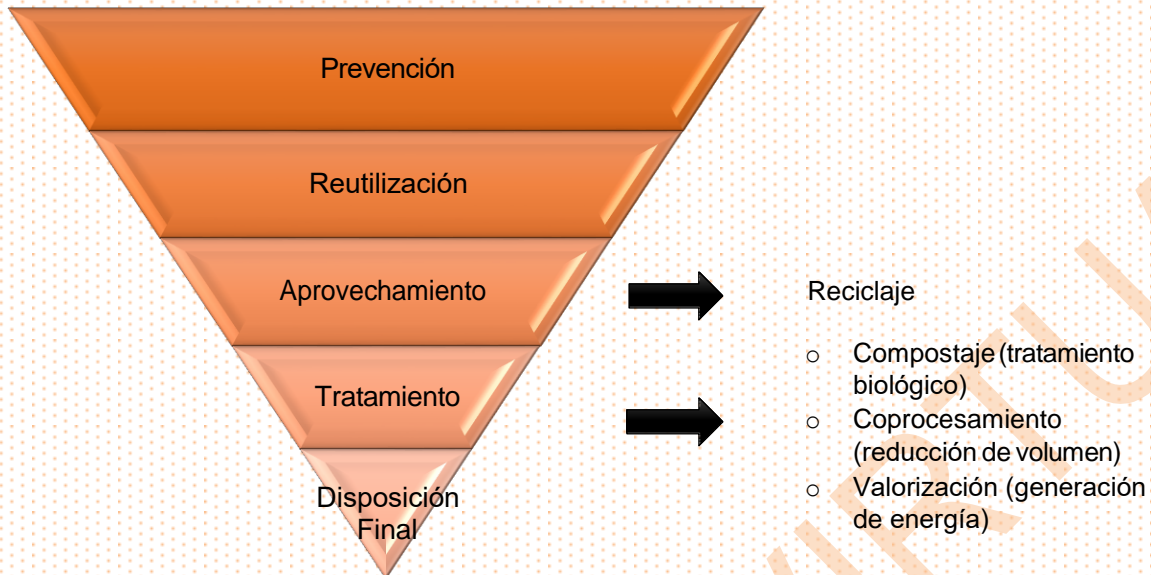 Prevención
Reutilización
Aprovechamiento
Reciclaje
Tratamiento
○ Compostaje (tratamiento
biológico)
○ Coprocesamiento
(reducción de volumen)
○ Valorización (generación
de energía)
Disposición
Final